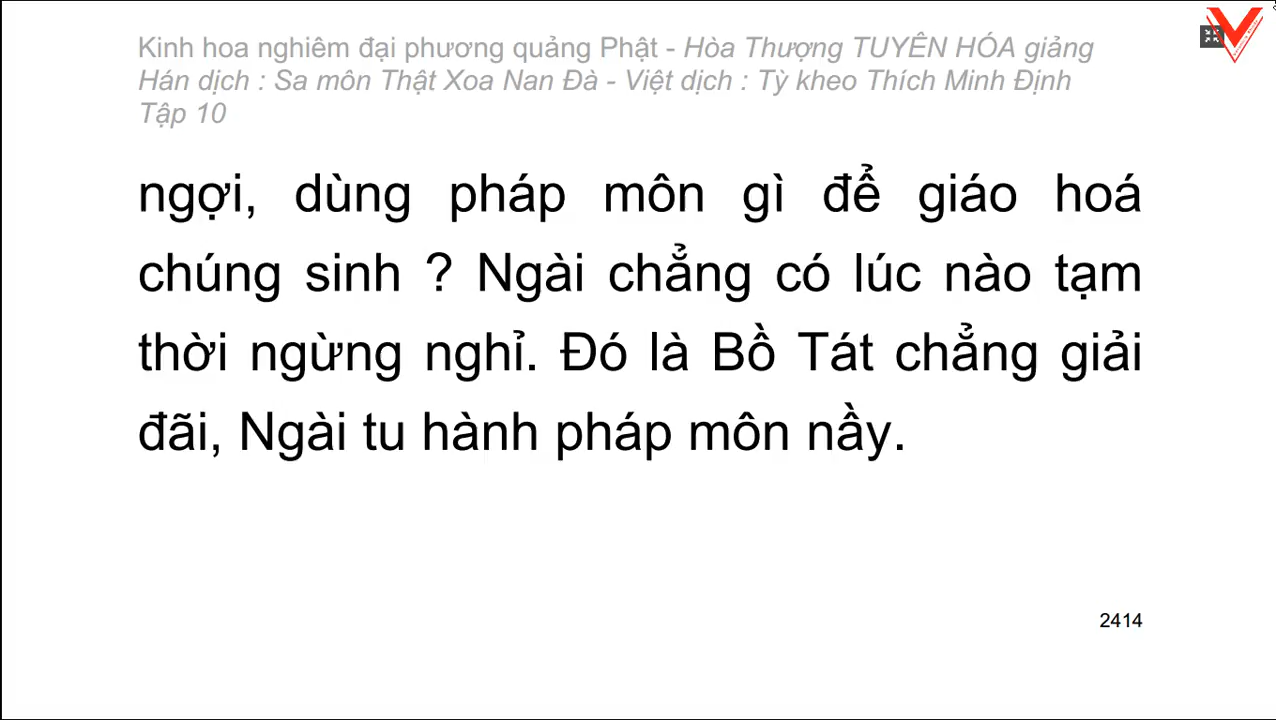 Kinh hoa nghiêm đại phương quảng Phật - Hòa Thượng TUYÊN HÓA giảng
Hán dịch : Sa môn Thật Xoa Nan Đà - Việt dịch : Tỳ kheo Thích Minh Định
Tập 10
ngợi, dùng pháp môn gì để giáo hoá
chúng sinh ? Ngài chẳng có lúc nào tạm
thời ngừng nghỉ. Đó là Bồ Tát chẳng giải
đãi, Ngài tu hành pháp môn nầy.
2414